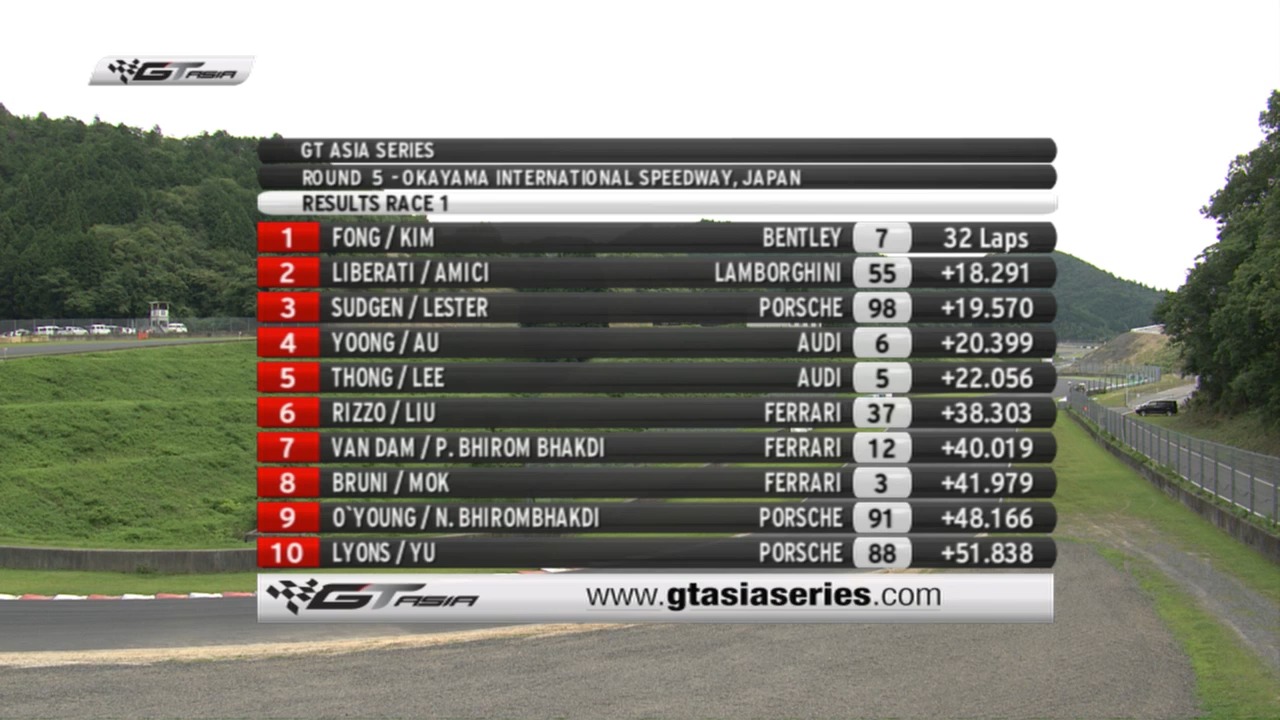 GT ASIA
GT ASIA SERIES
ROUND 5 - OKAYAMA INTERNATIONAL SPEEDWAY, JAPAN
RESULTS RACE 1
1 FONG / KIM BENTLEY 7 32 Laps
2 LIBERATI / AMICI LAMBORGHINI 55 +18.291
3 SUDGEN / LESTER PORSCHE 98 +19.570
4 YOONG / AU AUDI 6 +20.399
5 THONG / LEE AUDI 5 +22.056
6 RIZZO / LIU FERRARI 37 +38.303
7 VAN DAM / P. BHIROM BHAKDI FERRARI 12 +40.019
8 BRUNI / MOK FERRARI 3 +41.979
9 O`YOUNG / N. BHIROMBHAKDI PORSCHE 91 +48.166
10 LYONS / YU PORSCHE 88 +51.838
GT ASIA www.gtasiaseries.com